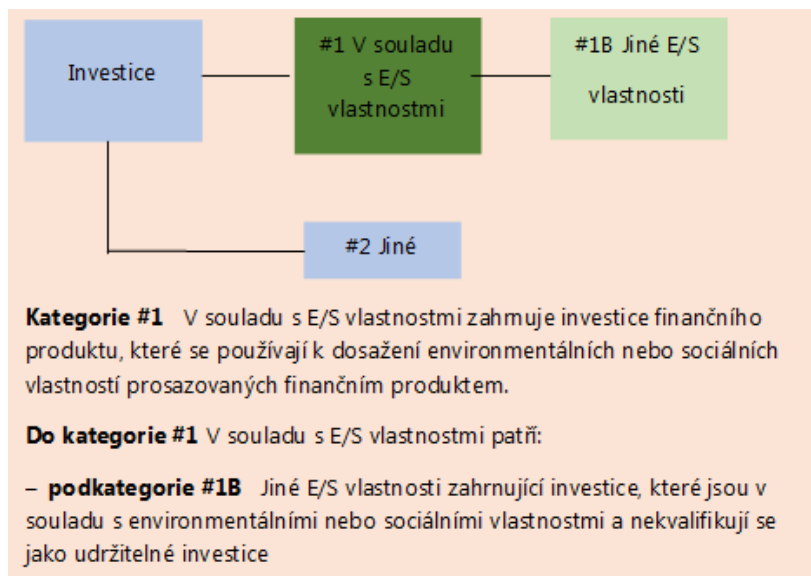 Investice
#1 V souladu
s E/S
vlastnostmi
#1B Jiné E/S
vlastnosti
#2 Jiné
Kategorie #1 V souladu s E/S vlastnostmi zahrnuje investice finančního
produktu, které se používají k dosažení environmentálních nebo sociálních
vlastností prosazovaných finančním produktem.
Do kategorie #1 V souladu s E/S vlastnostmi patří:
– podkategorie #1B Jiné E/S vlastnosti zahrnující investice, které jsou v
souladu s environmentálními nebo sociálními vlastnostmi a nekvalifikují se
jako udržitelné investice